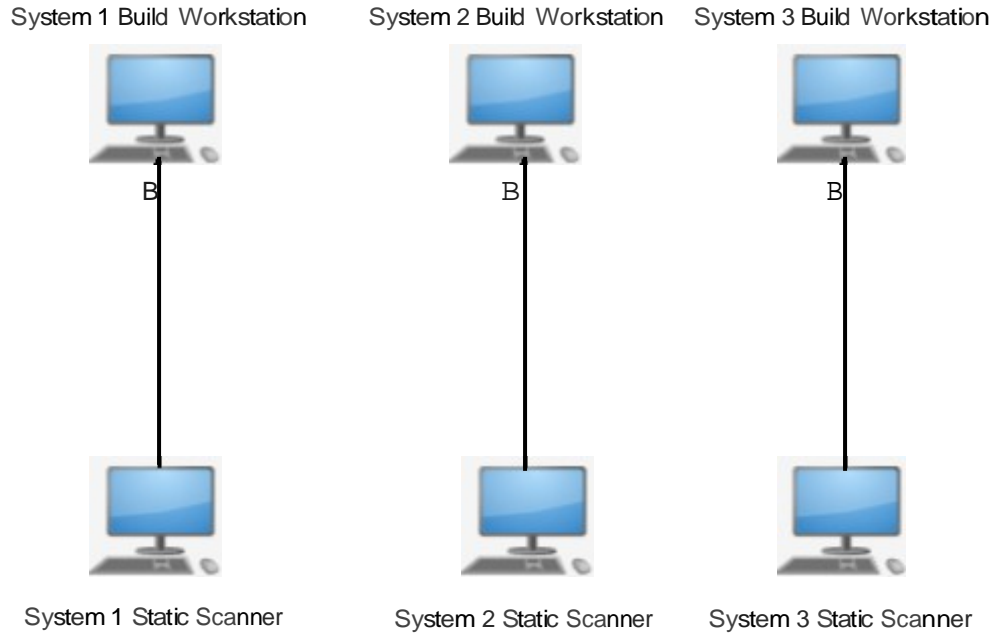 System 1 Build Workstation
System 2 Build Workstation
System 3 Build Workstation
B
B
B
System 1 Static Scanner
System 2 Static Scanner
System 3 Static Scanner